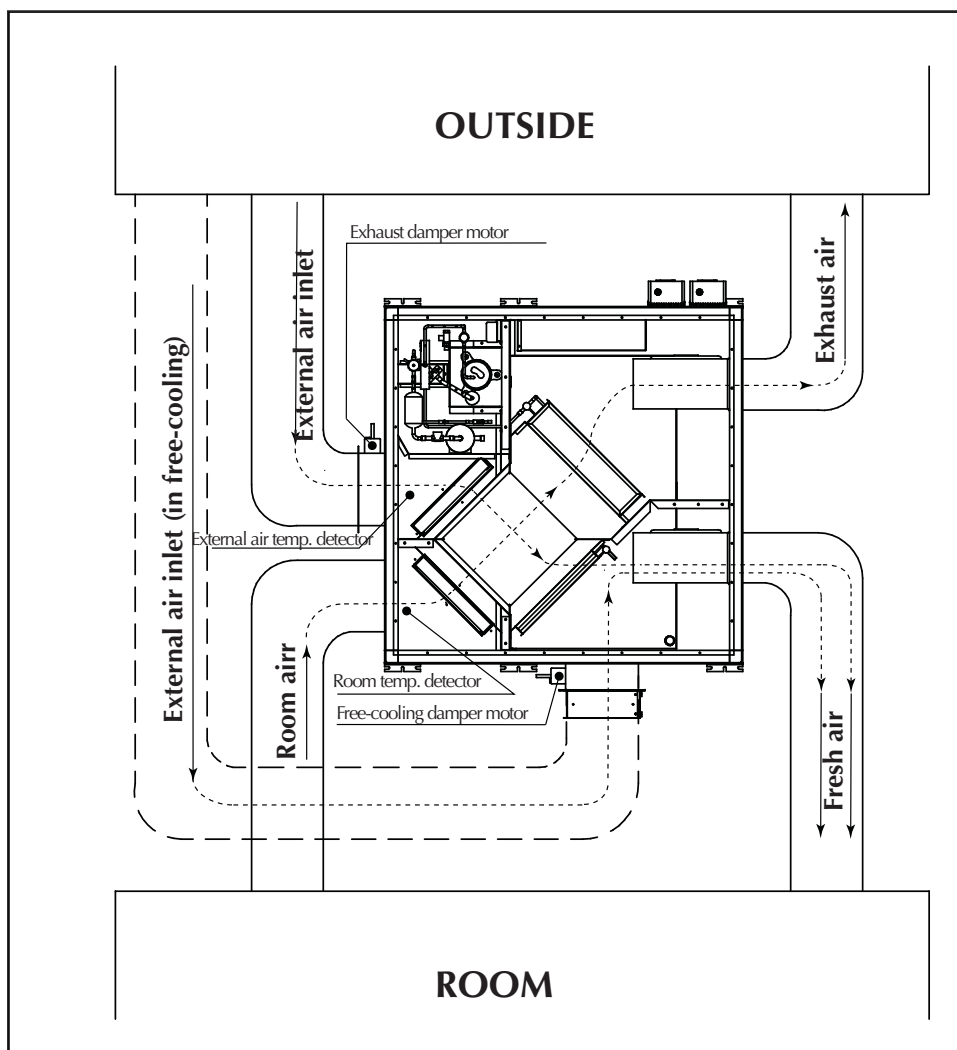 OUTSIDE
Exhaust damper motor
External air inlet
Exhaust air
External air inlet (in free-cooling)
External air temp. detector
Room airr
Room temp. detector
Free-cooling damper motor
Fresh air
ROOM